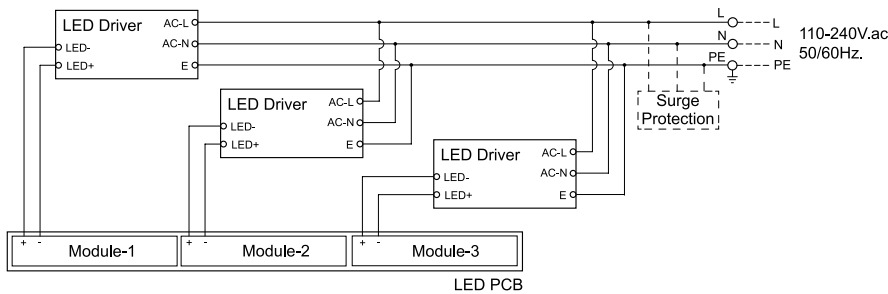 LED Driver
AC-L
AC-N
E
LED-
LED+
LED Driver
AC-L
AC-N
E
LED-
LED+
LED Driver
AC-L
AC-N
E
LED-
LED+
L
L
N
N
PE
PE
110-240V.ac
50/60Hz.
Surge
Protection
+ -
Module-1
+ -
Module-2
+ -
Module-3
LED PCB